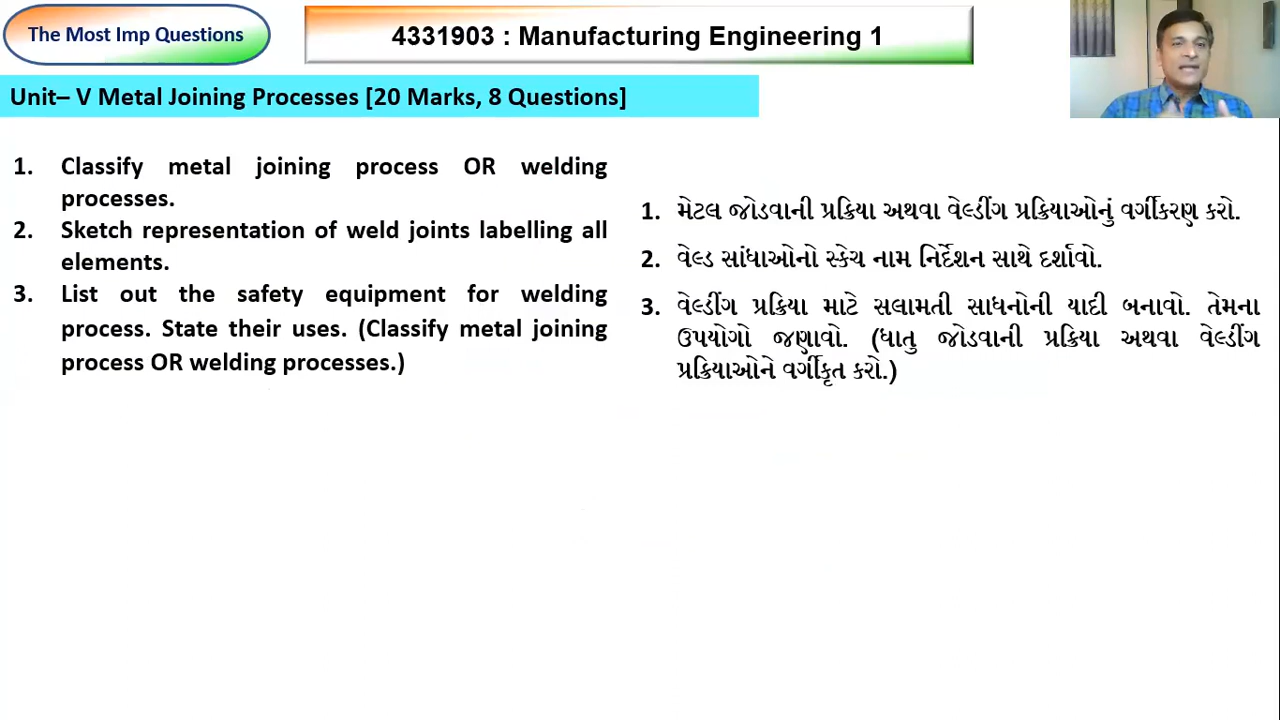 The Most Imp Questions
4331903 : Manufacturing Engineering 1
Unit– V Metal Joining Processes [20 Marks, 8 Questions]
1. Classify metal joining process OR welding
processes.
2. Sketch representation of weld joints labelling all
elements.
3. List out the safety equipment for welding
process. State their uses. (Classify metal joining
process OR welding processes.)
1. મેટલ જોડવાની પ્રક્રિયા અથવા વેલ્ડીંગ પ્રક્રિયાઓનું વર્ગીકરણ કરો.
2. વેલ્ડ સાંધાઓનો સ્કેચ નામ નિર્દેશન સાથે દર્શાવો.
3. વેલ્ડીંગ પ્રક્રિયા માટે સલામતી સાધનોની યાદી બનાવો. તેમના
ઉપયોગો જણાવો. (ધાતુ જોડવાની પ્રક્રિયા અથવા વેલ્ડીંગ
પ્રક્રિયાઓને વર્ગીકૃત કરો.)